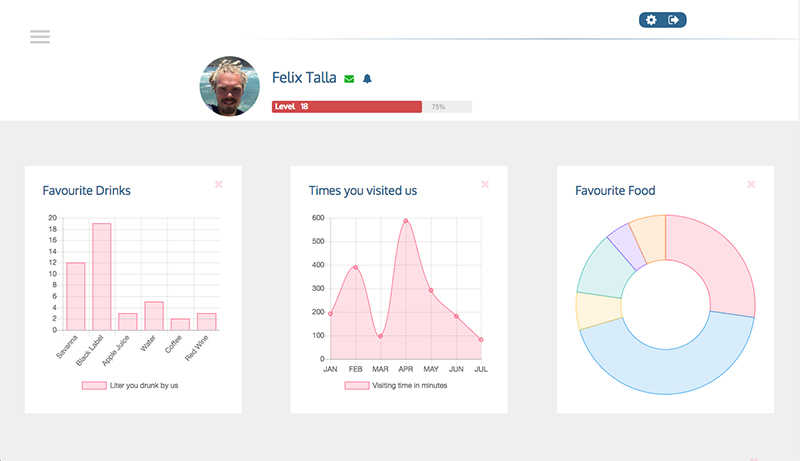 Felix Talla
Level 18
75%
Favourite Drinks
20
18
16
14
12
10
8
6
4
2
0
Savanna
Black Label
Apple Juice
Water
Coffee
Red Wine
Liter you drunk by us
Times you visited us
600
500
400
300
200
100
0
JAN FEB MAR APR MAY JUN JUL
Visiting time in minutes
Favourite Food